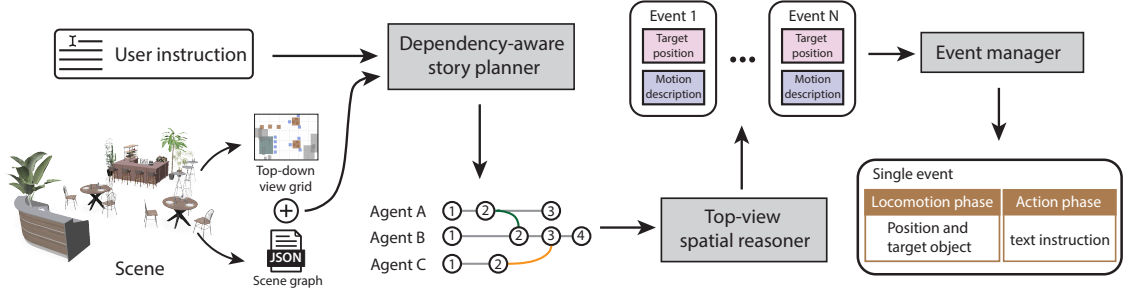 User instruction
Dependency-aware
story planner
Event 1
Target
position
Motion
description
...
Event N
Target
position
Motion
description
Event manager
Top-down
view grid
Scene
JSON
Scene graph
Agent A 1 2 3
Agent B 1 2 3 4
Agent C 1 2
Top-view
spatial reasoner
Single event
Locomotion phase Action phase
Position and
target object
text instruction